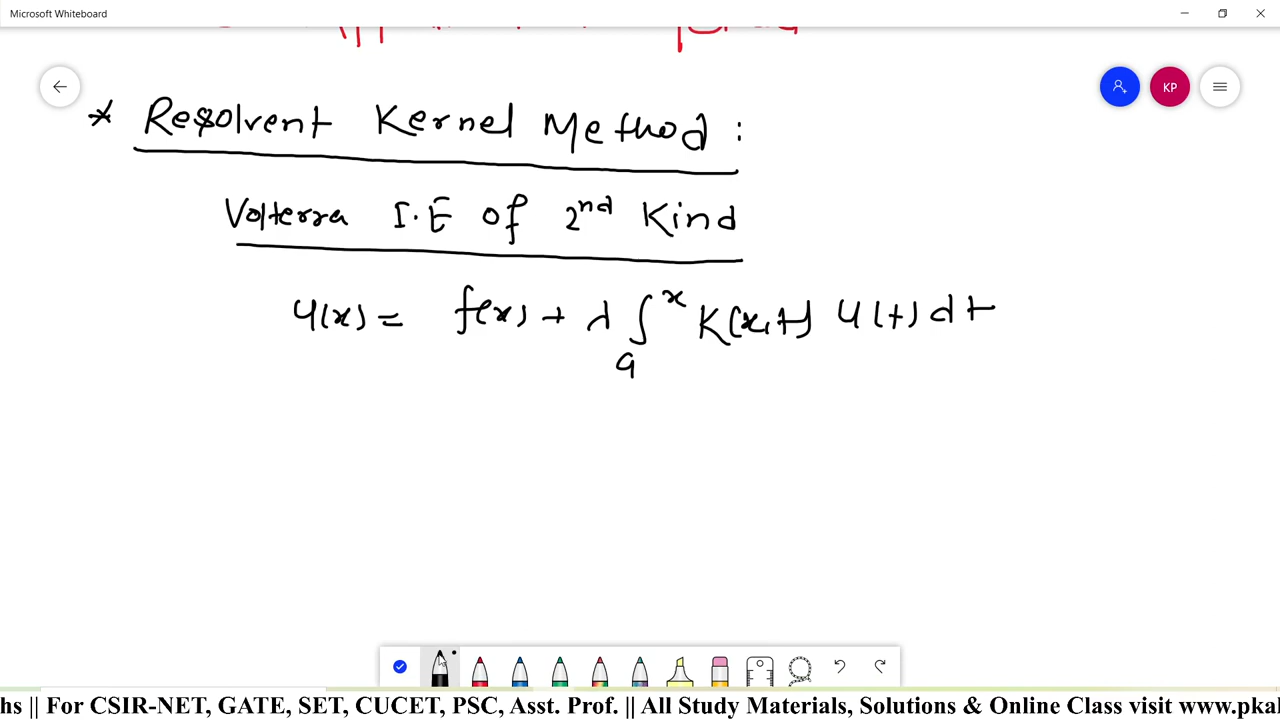 Microsoft Whiteboard
KP
* Resolvent Kernel Method :
Volterra I.E of 2nd Kind
u(x) = f(x) + λ ∫ₐˣ K(x,t) u(t) dt
hs || For CSIR-NET, GATE, SET, CUCET, PSC, Asst. Prof. || All Study Materials, Solutions & Online Class visit www.pkal